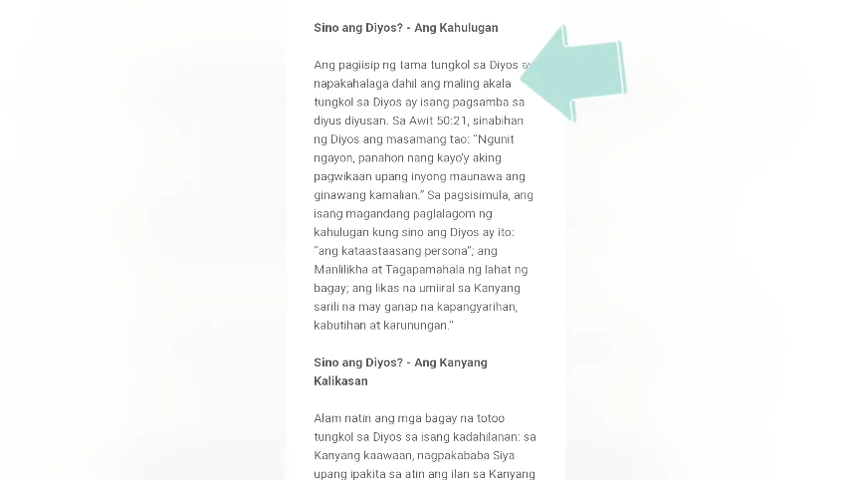 Sino ang Diyos? - Ang Kahulugan
Ang pagiisip ng tama tungkol sa Diyos ay
napakahalaga dahil ang maling akala
tungkol sa Diyos ay isang pagsamba sa
diyus diyusan. Sa Awit 50:21, sinabihan
ng Diyos ang masamang tao: "Ngunit
ngayon, panahon nang kayo'y aking
pagwikaan upang inyong maunawa ang
ginawang kamalian." Sa pagsisimula, ang
isang magandang paglalagom ng
kahulugan kung sino ang Diyos ay ito:
"ang kataastaasang persona"; ang
Manlilikha at Tagapamahala ng lahat ng
bagay; ang likas na umiiral sa Kanyang
sarili na may ganap na kapangyarihan,
kabutihan at karunungan."
Sino ang Diyos? - Ang Kanyang
Kalikasan
Alam natin ang mga bagay na totoo
tungkol sa Diyos sa isang kadahilanan: sa
Kanyang kaawaan, nagpakababa Siya
upang ipakita sa atin ang ilan sa Kanyang